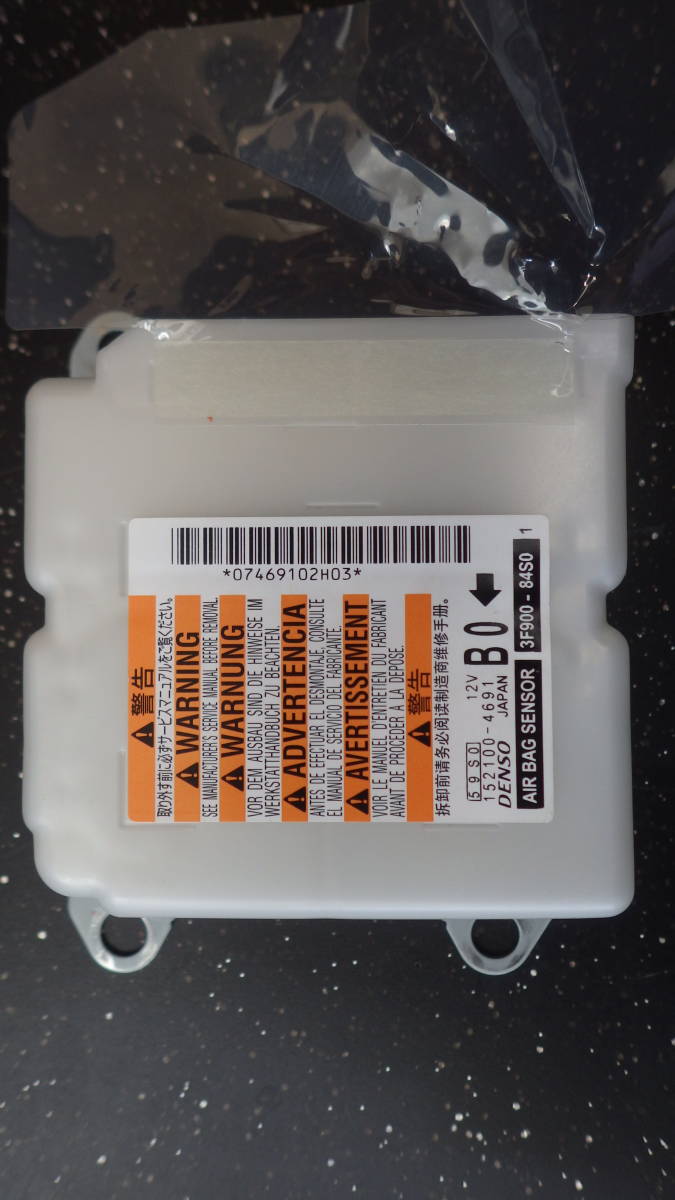 *07469102H03*
警告
取り外す前に必ずサービスマニュアルをご覧ください。
WARNING
SEE MANUFACTURER'S SERVICE MANUAL BEFORE REMOVAL.
WARNUNG
VOR DEM AUSBAU SIND DIE HINWEISE IM
WERKSTATTHANDBUCH ZU BEACHTEN.
ADVERTENCIA
ANTES DE EFECTUAR EL DESMONTAJE, CONSULTE
EL MANUAL DE SERVICIO DEL FABRICANTE.
AVERTISSEMENT
VOIR LE MANUEL D'ENTRETIEN DU FABRICANT
AVANT DE PROCEDER A LA DEPOSE.
警告
拆卸前请务必阅读制造商维修手册。
59S0 12V
152100-4691 B0
DENSO JAPAN
AIR BAG SENSOR 3F900-84S0 1